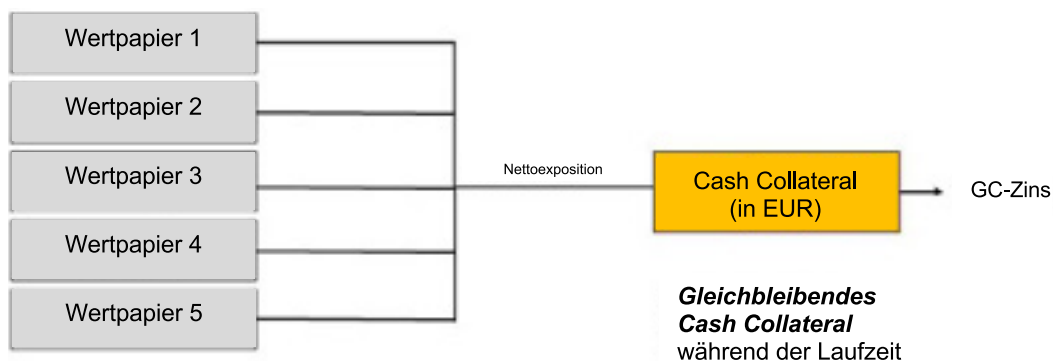 Wertpapier 1
Wertpapier 2
Wertpapier 3
Wertpapier 4
Wertpapier 5
Nettoexposition
Cash Collateral
(in EUR)
GC-Zins
Gleichbleibendes
Cash Collateral
während der Laufzeit